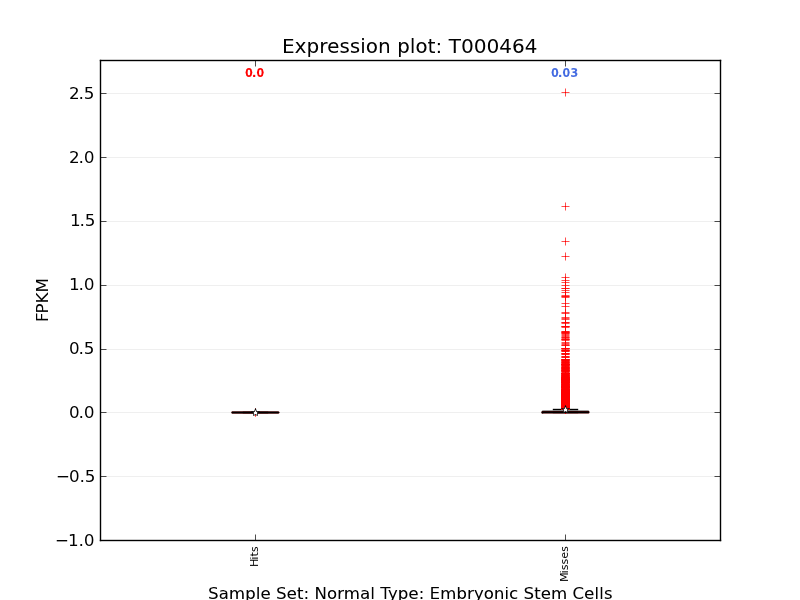 Expression plot: T000464
0.0
0.03
2.5
2.0
1.5
1.0
0.5
0.0
−0.5
−1.0
FPKM
Hits
Misses
Sample Set: Normal Type: Embryonic Stem Cells